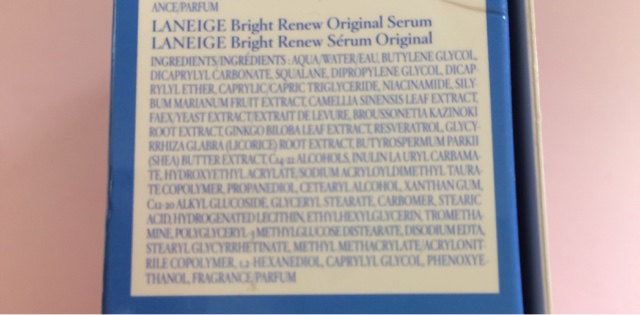 ANCE/PARFUM
LANEIGE Bright Renew Original Serum
LANEIGE Bright Renew Sérum Original
INGREDIENTS/INGRÉDIENTS : AQUA/WATER/EAU, BUTYLENE GLYCOL,
DICAPRYLYL CARBONATE, SQUALANE, DIPROPYLENE GLYCOL, DICAP-
RYLYL ETHER, CAPRYLIC/CAPRIC TRIGLYCERIDE, NIACINAMIDE, SILY-
BUM MARIANUM FRUIT EXTRACT, CAMELLIA SINENSIS LEAF EXTRACT,
FAEX/YEAST EXTRACT/EXTRAIT DE LEVURE, BROUSSONETIA KAZINOKI
ROOT EXTRACT, GINKGO BILOBA LEAF EXTRACT, RESVERATROL, GLYCY-
RRHIZA GLABRA (LICORICE) ROOT EXTRACT, BUTYROSPERMUM PARKII
(SHEA) BUTTER EXTRACT, C14-22 ALCOHOLS, INULIN LAURYL CARBAMA-
TE, HYDROXYETHYL ACRYLATE/SODIUM ACRYLOYLDIMETHYL TAURA-
TE COPOLYMER, PROPANEDIOL, CETEARYL ALCOHOL, XANTHAN GUM,
C12-20 ALKYL GLUCOSIDE, GLYCERYL STEARATE, CARBOMER, STEARIC
ACID, HYDROGENATED LECITHIN, ETHYLHEXYLGLYCERIN, TROMETHA-
MINE, POLYGLYCERYL-3 METHYLGLUCOSE DISTEARATE, DISODIUM EDTA,
STEARYL GLYCYRRHETINATE, METHYL METHACRYLATE/ACRYLONIT-
RILE COPOLYMER, 1,2-HEXANEDIOL, CAPRYLYL GLYCOL, PHENOXYE-
THANOL, FRAGRANCE/PARFUM